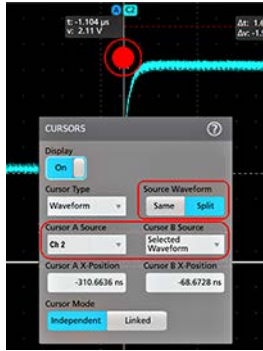 A C2
t: -1.104 µs
v: 2.11 V
Δt: 1.6
Δv: -1.
CURSORS
?
Display
On
Cursor Type
Source Waveform
Waveform
Same Split
Cursor A Source Cursor B Source
Ch 2
Selected
Waveform
Cursor A X-Position Cursor B X-Position
-310.6636 ns -68.6728 ns
Cursor Mode
Independent Linked